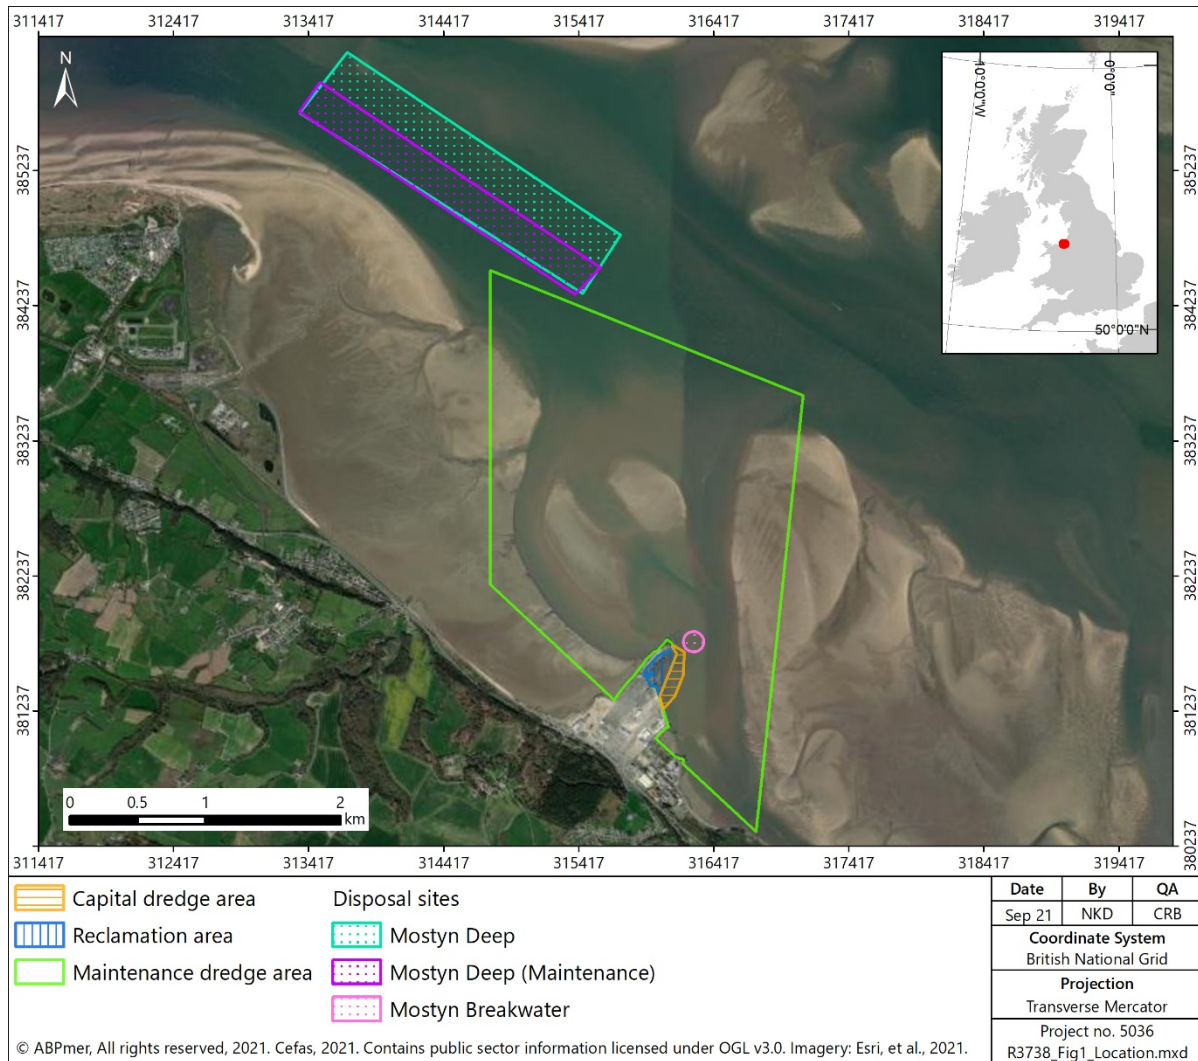 311417 312417 313417 314417 315417 316417 317417 318417 319417
N
10°0'0"W
0°0'0"
50°0'0"N
385237
385237
384237
384237
383237
383237
382237
382237
381237
381237
380237
0 0.5 1 2
km
311417 312417 313417 314417 315417 316417 317417 318417 319417
Capital dredge area
Reclamation area
Maintenance dredge area
Disposal sites
Mostyn Deep
Mostyn Deep (Maintenance)
Mostyn Breakwater
Date By QA
Sep 21 NKD CRB
Coordinate System
British National Grid
Projection
Transverse Mercator
Project no. 5036
R3738_Fig1_Location.mxd
© ABPmer, All rights reserved, 2021. Cefas, 2021. Contains public sector information licensed under OGL v3.0. Imagery: Esri, et al., 2021.